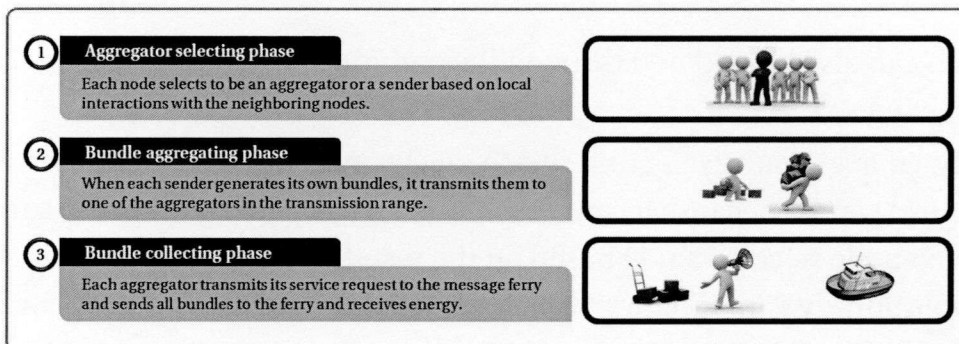 1
Aggregator selecting phase
Each node selects to be an aggregator or a sender based on local
interactions with the neighboring nodes.
2
Bundle aggregating phase
When each sender generates its own bundles, it transmits them to
one of the aggregators in the transmission range.
3
Bundle collecting phase
Each aggregator transmits its service request to the message ferry
and sends all bundles to the ferry and receives energy.